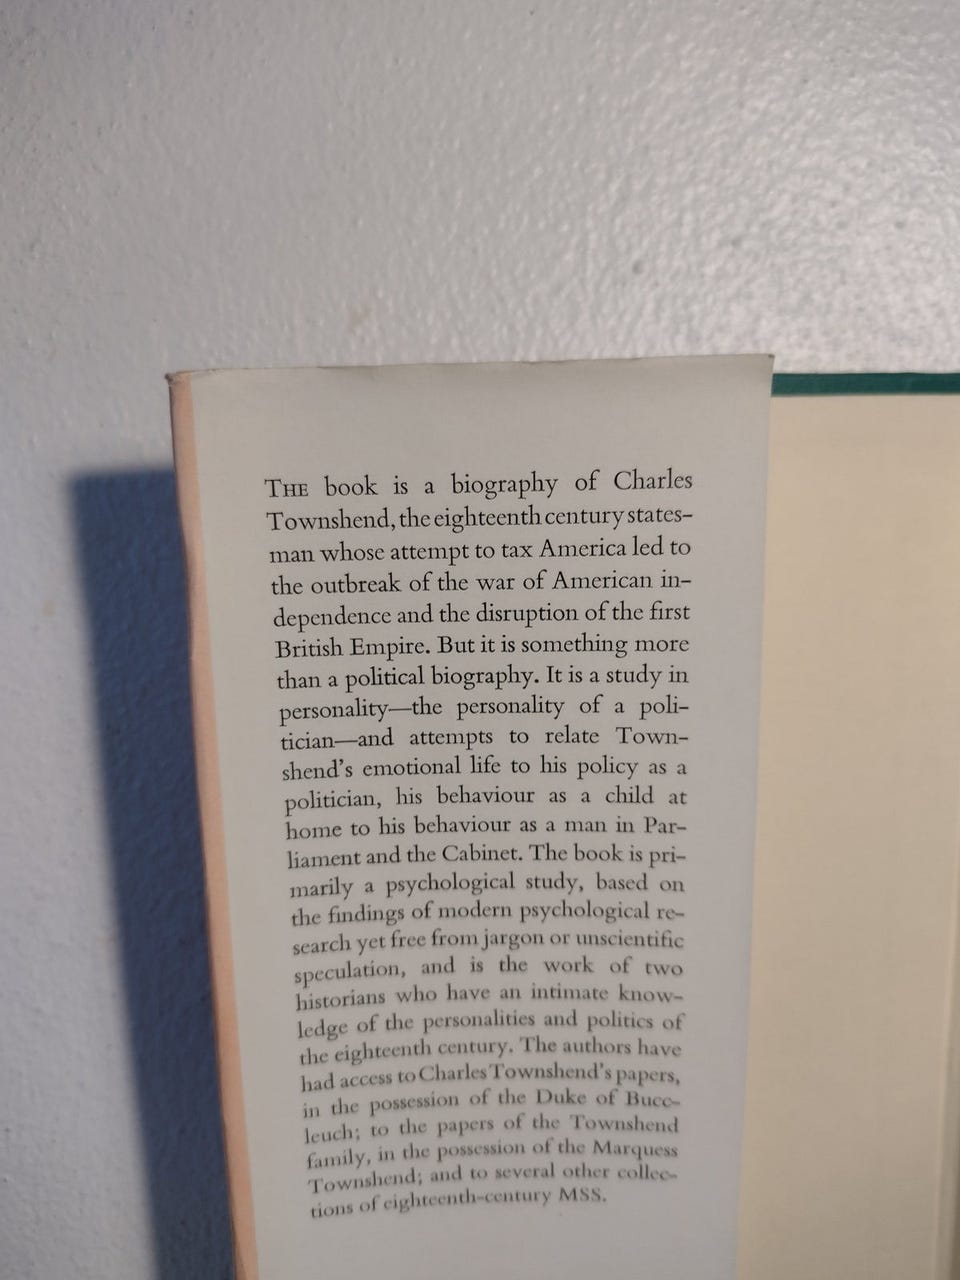 THE book is a biography of Charles
Townshend, the eighteenth century states-
man whose attempt to tax America led to
the outbreak of the war of American in-
dependence and the disruption of the first
British Empire. But it is something more
than a political biography. It is a study in
personality—the personality of a poli-
tician—and attempts to relate Town-
shend's emotional life to his policy as a
politician, his behaviour as a child at
home to his behaviour as a man in Par-
liament and the Cabinet. The book is pri-
marily a psychological study, based on
the findings of modern psychological re-
search yet free from jargon or unscientific
speculation, and is the work of two
historians who have an intimate know-
ledge of the personalities and politics of
the eighteenth century. The authors have
had access to Charles Townshend's papers,
in the possession of the Duke of Bucc-
leuch; to the papers of the Townshend
family, in the possession of the Marquess
Townshend; and to several other collec-
tions of eighteenth-century MSS.